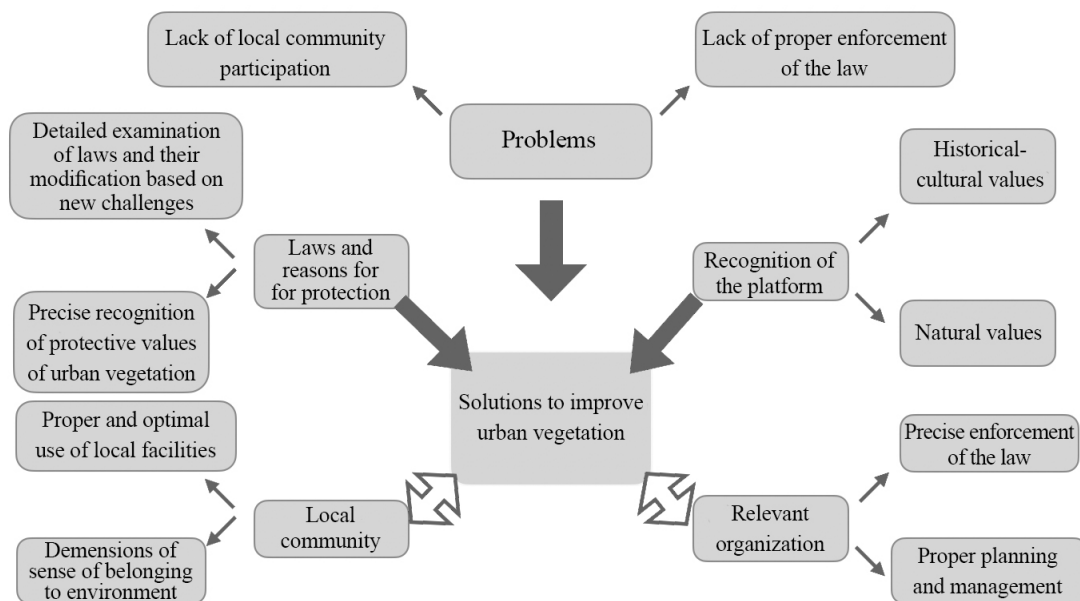 Lack of local community
participation
Lack of proper enforcement
of the law
Problems
Detailed examination
of laws and their
modification based on
new challenges
Historical-
cultural values
Laws and
reasons for
for protection
Recognition of
the platform
Precise recognition
of protective values
of urban vegetation
Natural values
Solutions to improve
urban vegetation
Proper and optimal
use of local facilities
Precise enforcement
of the law
Local
community
Relevant
organization
Demensions of
sense of belonging
to environment
Proper planning
and management